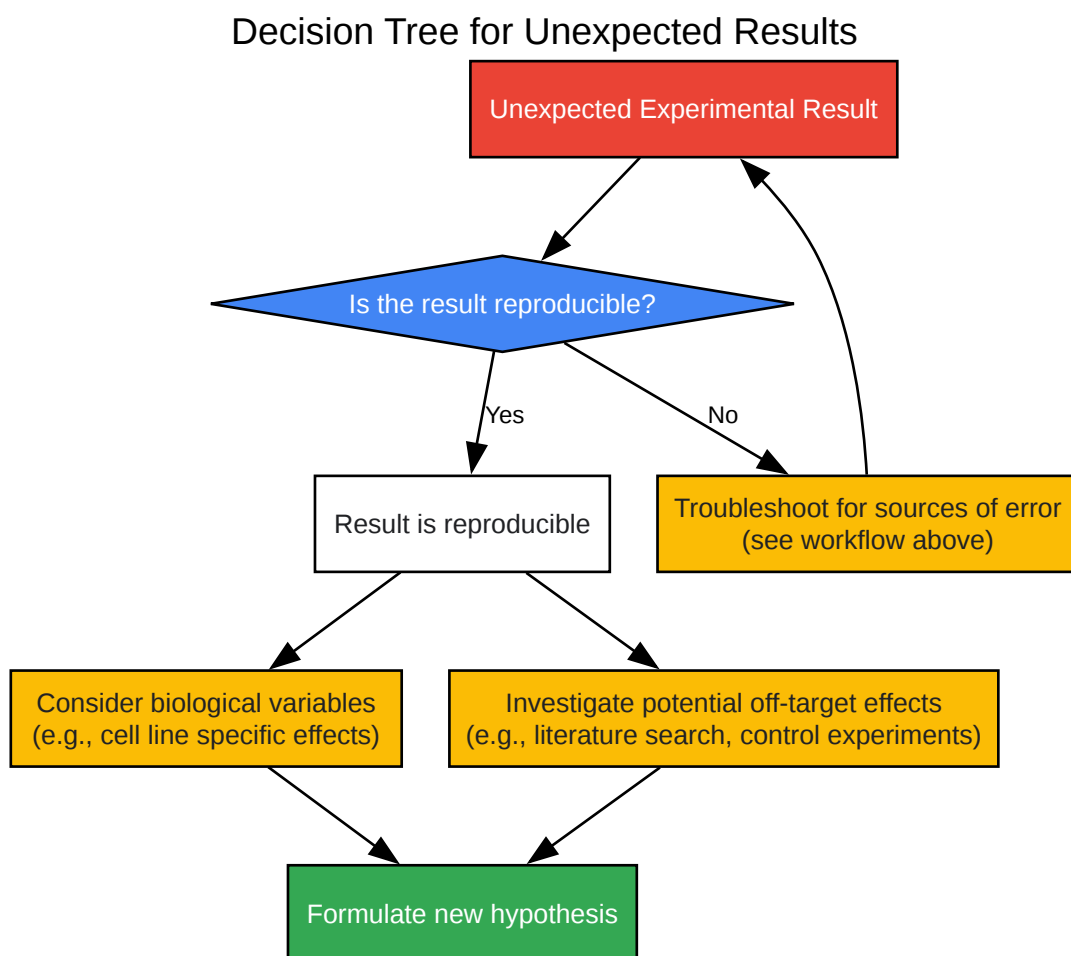 Decision Tree for Unexpected Results
Unexpected Experimental Result
Is the result reproducible?
Yes
No
Result is reproducible
Troubleshoot for sources of error
(see workflow above)
Consider biological variables
(e.g., cell line specific effects)
Investigate potential off-target effects
(e.g., literature search, control experiments)
Formulate new hypothesis